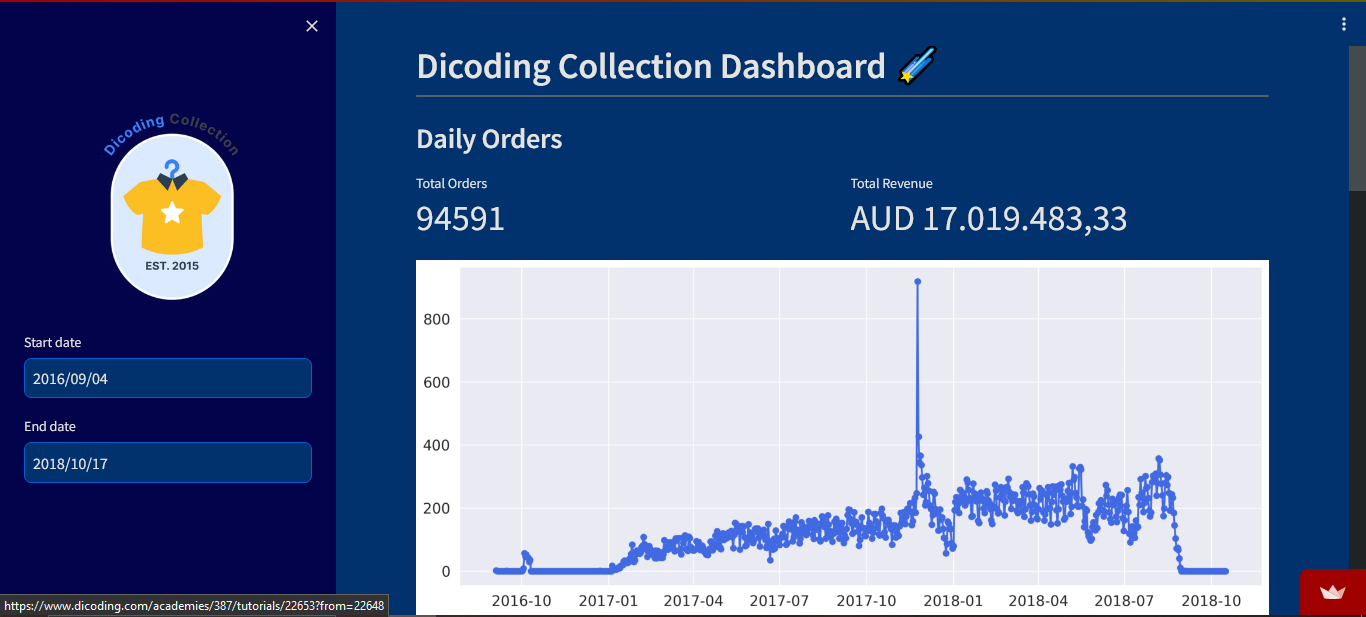 Dicoding Collection
EST. 2015
Start date
2016/09/04
End date
2018/10/17
Dicoding Collection Dashboard
Daily Orders
Total Orders
94591
Total Revenue
AUD 17.019.483,33
800
600
400
200
0
2016-10 2017-01 2017-04 2017-07 2017-10 2018-01 2018-04 2018-07 2018-10
https://www.dicoding.com/academies/387/tutorials/22653?from=22648